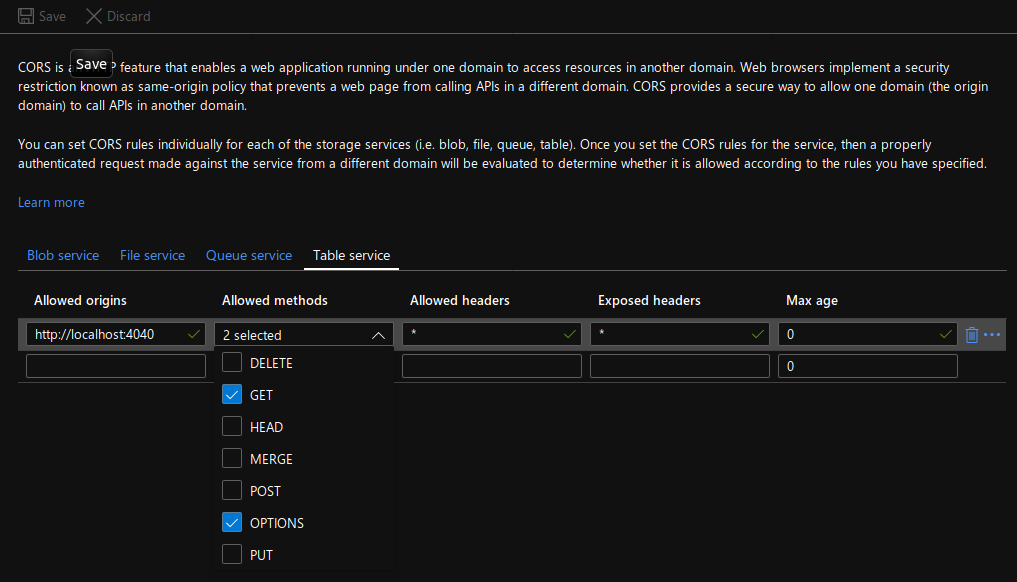 Save Discard
Save
CORS is a P feature that enables a web application running under one domain to access resources in another domain. Web browsers implement a security
restriction known as same-origin policy that prevents a web page from calling APIs in a different domain. CORS provides a secure way to allow one domain (the origin
domain) to call APIs in another domain.
You can set CORS rules individually for each of the storage services (i.e. blob, file, queue, table). Once you set the CORS rules for the service, then a properly
authenticated request made against the service from a different domain will be evaluated to determine whether it is allowed according to the rules you have specified.
Learn more
Blob service File service Queue service Table service
Allowed origins Allowed methods Allowed headers Exposed headers Max age
http://localhost:4040 2 selected * * 0
0
DELETE
GET
HEAD
MERGE
POST
OPTIONS
PUT